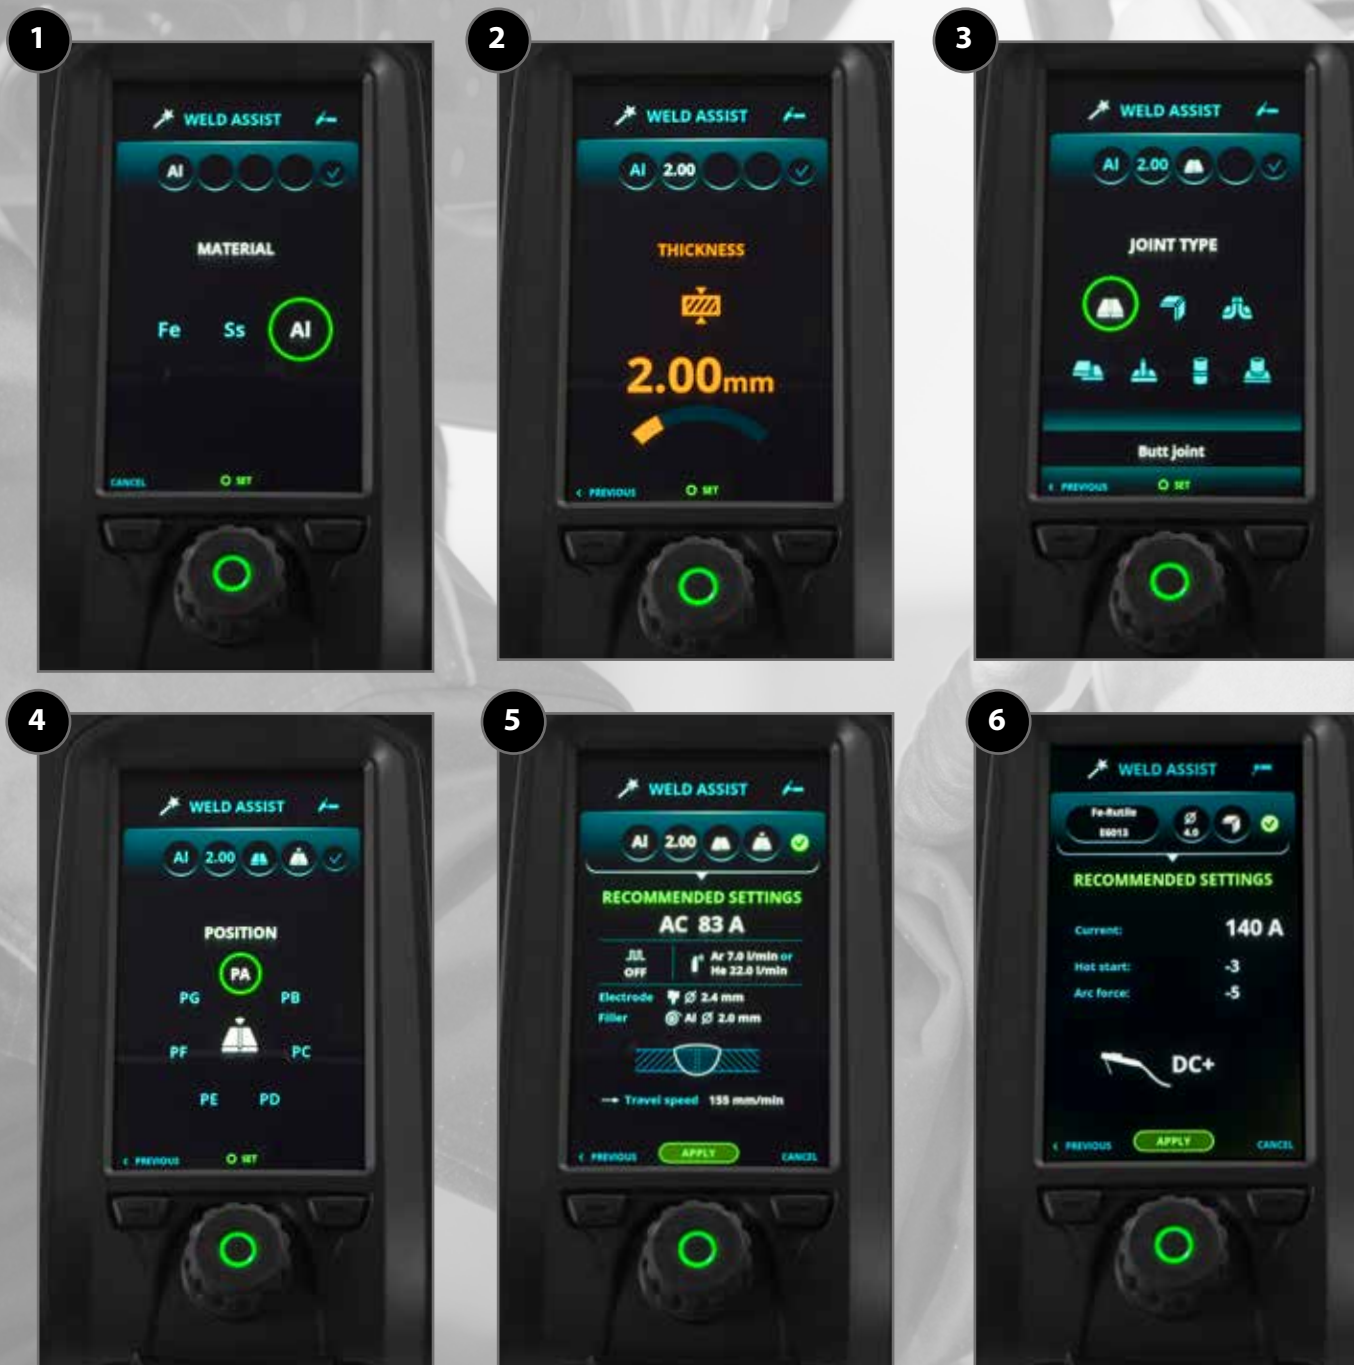 1
WELD ASSIST
Al
MATERIAL
Fe Ss Al
CANCEL SET
2
WELD ASSIST
Al 2.00
THICKNESS
2.00mm
< PREVIOUS SET
3
WELD ASSIST
Al 2.00
JOINT TYPE
Butt joint
< PREVIOUS SET
4
WELD ASSIST
Al 2.00
POSITION
PA
PG PB
PF PC
PE PD
< PREVIOUS SET
5
WELD ASSIST
Al 2.00
RECOMMENDED SETTINGS
AC 83 A
OFF
Ar 7.0 l/min or
He 22.0 l/min
Electrode Ø 2.4 mm
Filler Al Ø 2.0 mm
Travel speed 155 mm/min
< PREVIOUS APPLY CANCEL
6
WELD ASSIST
Fe-Rutile
E6013
Ø
4.0
RECOMMENDED SETTINGS
Current: 140 A
Hot start: -3
Arc force: -5
DC+
< PREVIOUS APPLY CANCEL